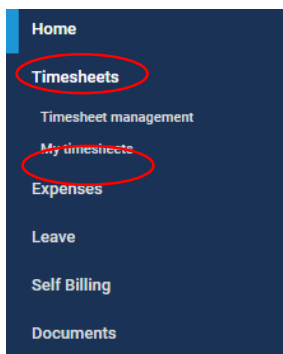 Home
Timesheets
Timesheet management
My timesheets
Expenses
Leave
Self Billing
Documents